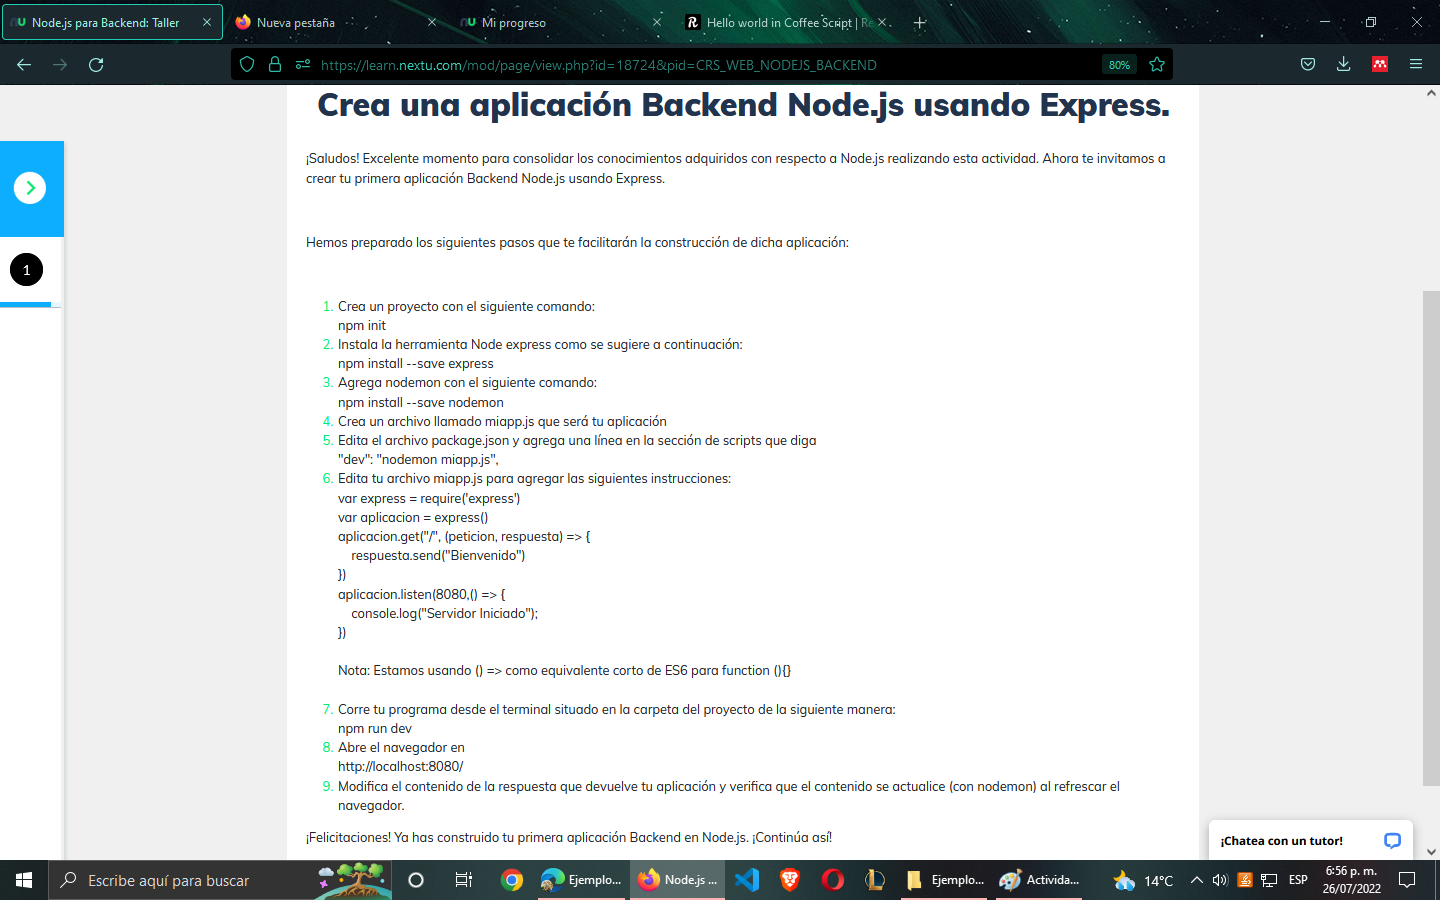 Node.js para Backend: Taller
Nueva pestaña
Mi progreso
Hello world in Coffee Script | Re
https://learn.nextu.com/mod/page/view.php?id=18724&pid=CRS_WEB_NODEJS_BACKEND
80%
Crea una aplicación Backend Node.js usando Express.
¡Saludos! Excelente momento para consolidar los conocimientos adquiridos con respecto a Node.js realizando esta actividad. Ahora te invitamos a
crear tu primera aplicación Backend Node.js usando Express.
1
Hemos preparado los siguientes pasos que te facilitarán la construcción de dicha aplicación:
1. Crea un proyecto con el siguiente comando:
npm init
2. Instala la herramienta Node express como se sugiere a continuación:
npm install --save express
3. Agrega nodemon con el siguiente comando:
npm install --save nodemon
4. Crea un archivo llamado miapp.js que será tu aplicación
5. Edita el archivo package.json y agrega una línea en la sección de scripts que diga
"dev": "nodemon miapp.js",
6. Edita tu archivo miapp.js para agregar las siguientes instrucciones:
var express = require('express')
var aplicacion = express()
aplicacion.get("/", (peticion, respuesta) => {
respuesta.send("Bienvenido")
})
aplicacion.listen(8080,() => {
console.log("Servidor Iniciado");
})
Nota: Estamos usando () => como equivalente corto de ES6 para function (){}
7. Corre tu programa desde el terminal situado en la carpeta del proyecto de la siguiente manera:
npm run dev
8. Abre el navegador en
http://localhost:8080/
9. Modifica el contenido de la respuesta que devuelve tu aplicación y verifica que el contenido se actualice (con nodemon) al refrescar el
navegador.
¡Felicitaciones! Ya has construido tu primera aplicación Backend en Node.js. ¡Continúa así!
¡Chatea con un tutor!
Escribe aquí para buscar
Ejemplo...
Node.js ...
Ejemplo...
Activida...
14°C
ESP
6:56 p. m.
26/07/2022